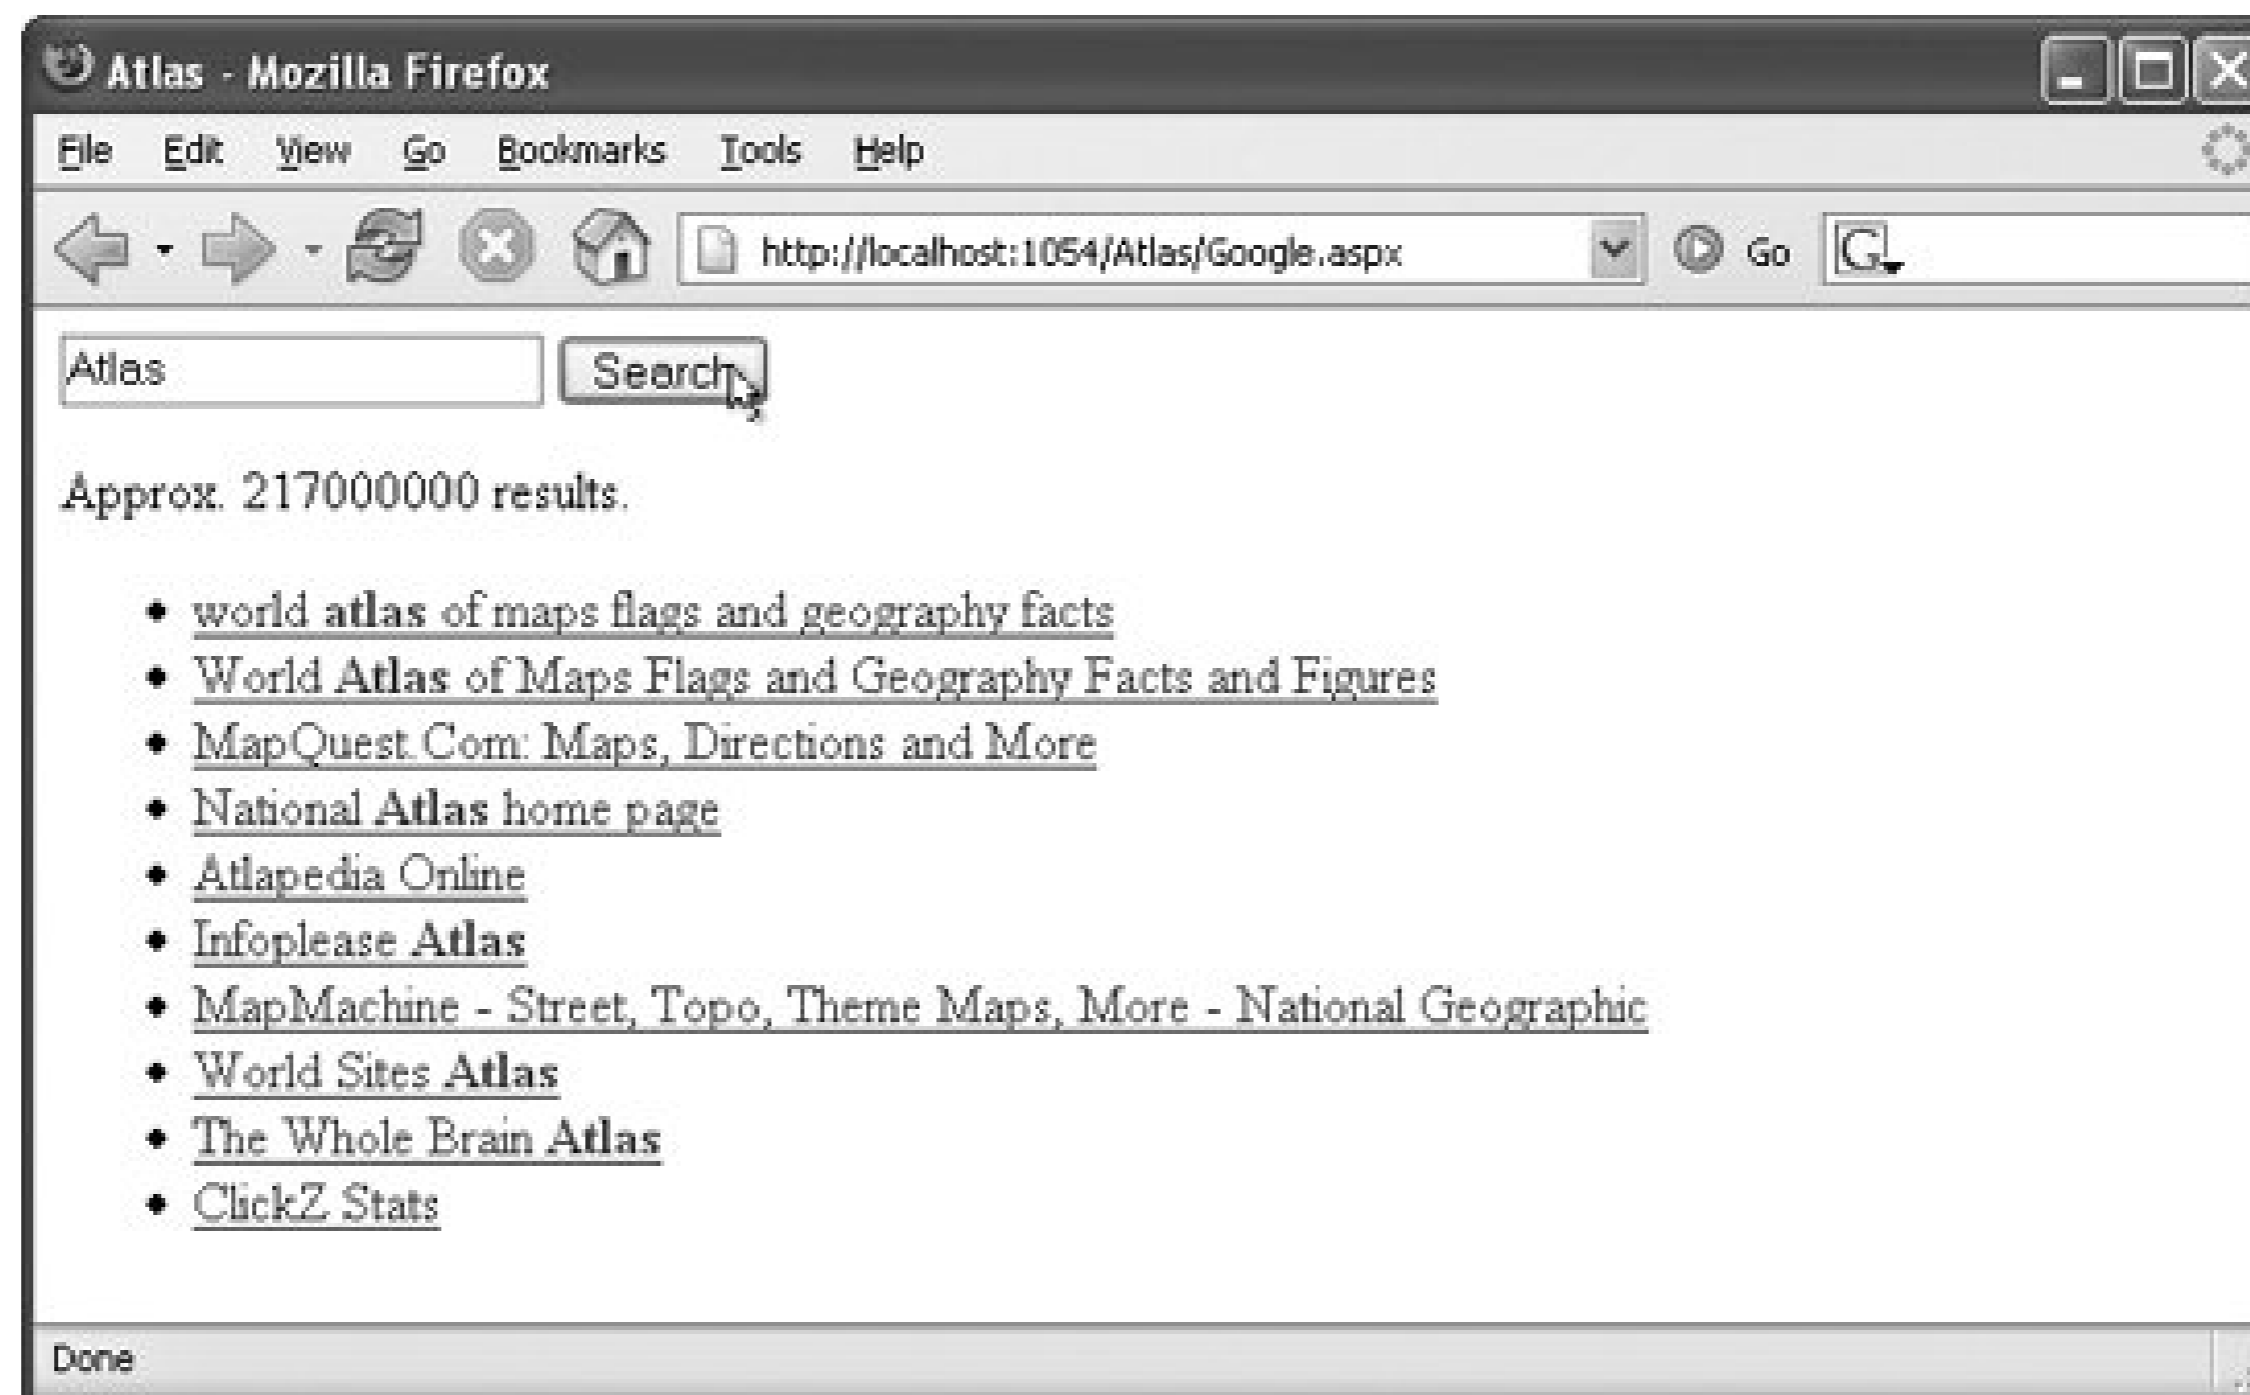 Atlas - Mozilla Firefox
File Edit View Go Bookmarks Tools Help
http://localhost:1054/Atlas/Google.aspx Go G
Atlas Search
Approx. 217000000 results.
world atlas of maps flags and geography facts
World Atlas of Maps Flags and Geography Facts and Figures
MapQuest.Com: Maps, Directions and More
National Atlas home page
Atlapedia Online
Infoplease Atlas
MapMachine - Street, Topo, Theme Maps, More - National Geographic
World Sites Atlas
The Whole Brain Atlas
ClickZ Stats
Done